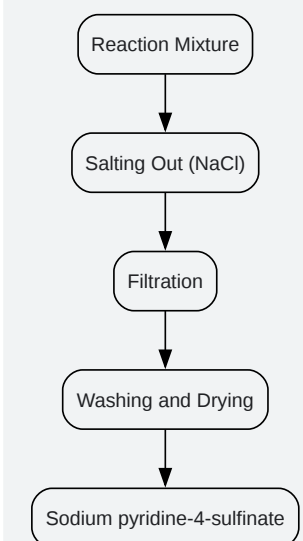 Reaction Mixture
Salting Out (NaCl)
Filtration
Washing and Drying
Sodium pyridine-4-sulfinate